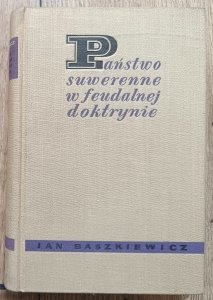 Państwo
suwerenne
w feudalnej
doktrynie
JAN BASZKIEWICZ